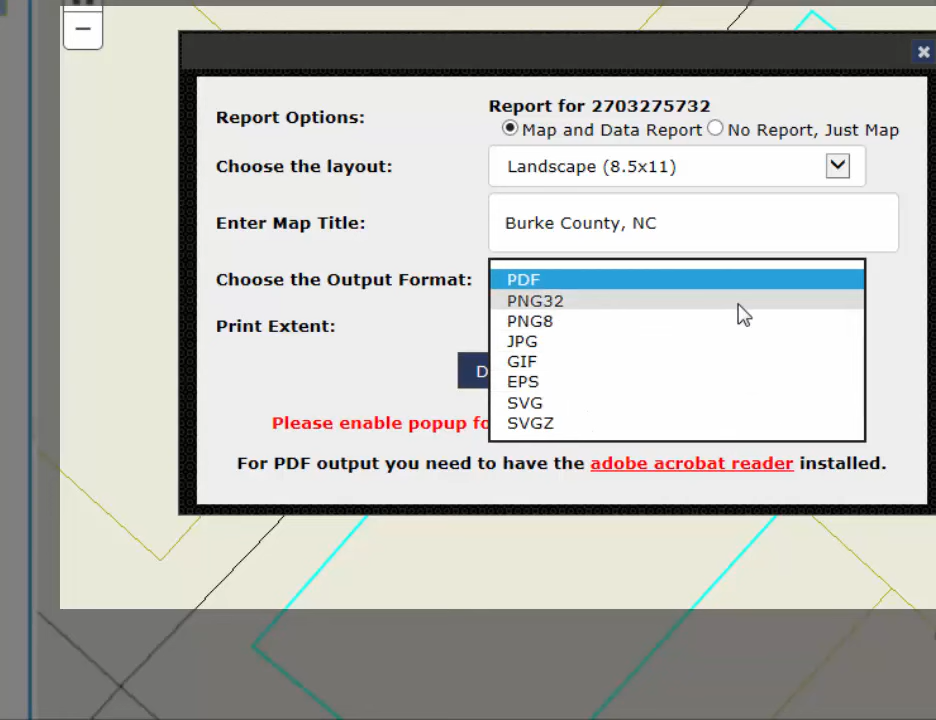 Report Options:
Report for 2703275732
Map and Data Report No Report, Just Map
Choose the layout:
Landscape (8.5x11)
Enter Map Title:
Burke County, NC
Choose the Output Format:
PDF
PNG32
PNG8
JPG
GIF
EPS
SVG
SVGZ
Print Extent:
D
Please enable popup fo
For PDF output you need to have the adobe acrobat reader installed.